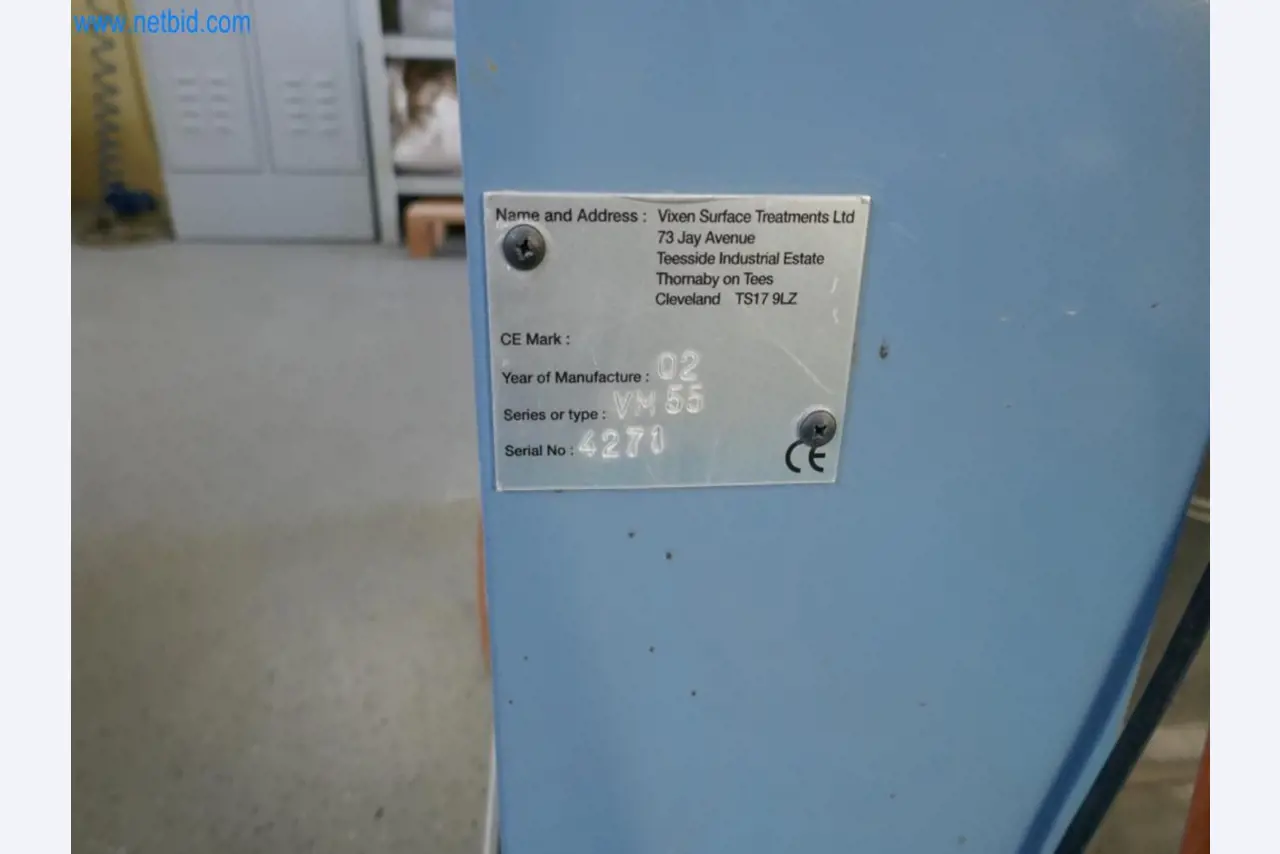 www.netbid.com
Name and Address : Vixen Surface Treatments Ltd
73 Jay Avenue
Teesside Industrial Estate
Thornaby on Tees
Cleveland TS17 9LZ
CE Mark :
Year of Manufacture : 02
Series or type : VM 55
Serial No : 4271
CE